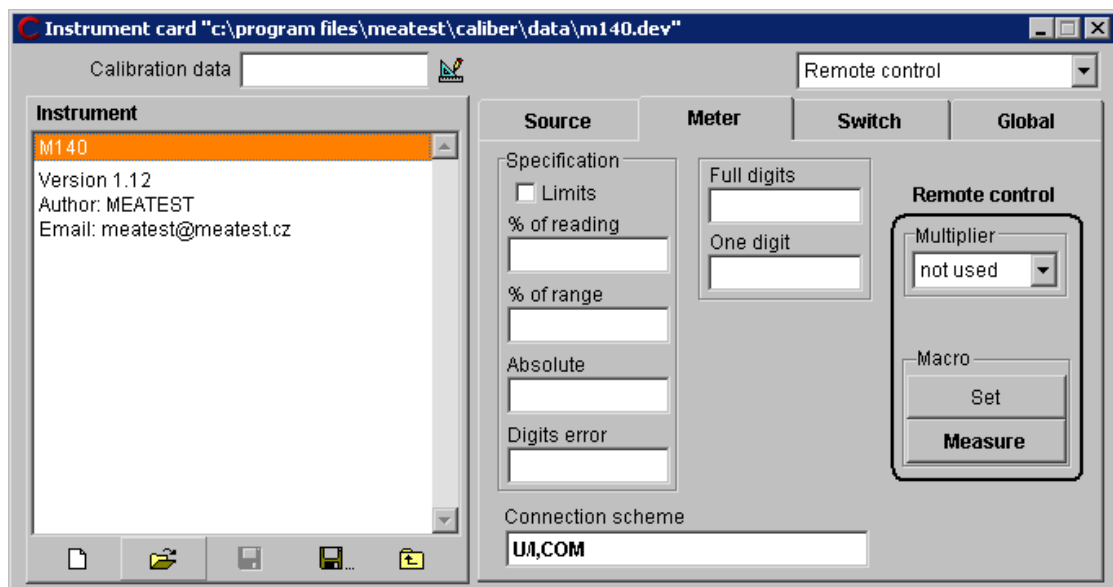 Instrument card "c:\program files\meatest\caliber\data\m140.dev"
Calibration data
Remote control
Instrument
M140
Version 1.12
Author: MEATEST
Email: meatest@meatest.cz
Source
Meter
Switch
Global
Specification
Limits
% of reading
% of range
Absolute
Digits error
Full digits
One digit
Remote control
Multiplier
not used
Macro
Set
Measure
Connection scheme
U/I,COM